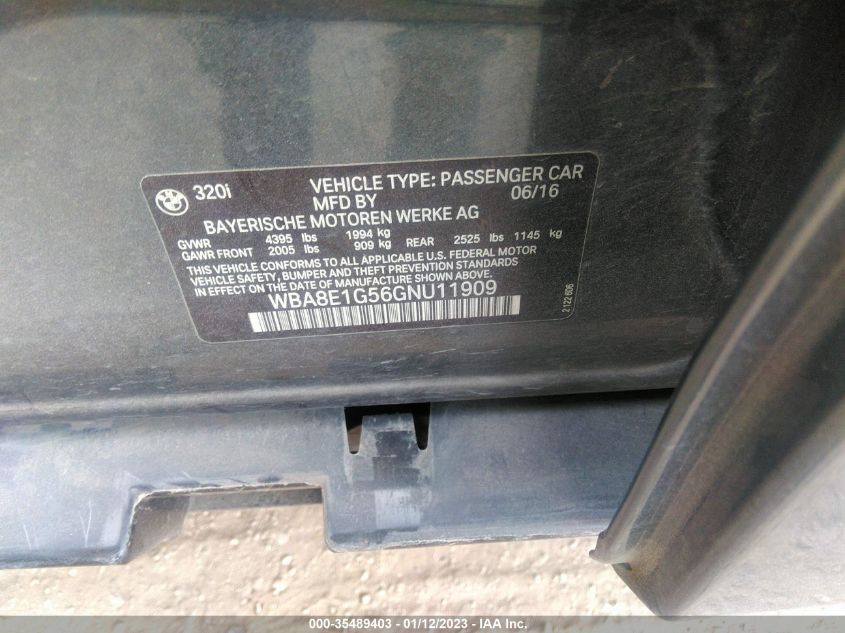 320i VEHICLE TYPE: PASSENGER CAR
MFD BY 06/16
BAYERISCHE MOTOREN WERKE AG
GVWR 4395 lbs 1994 kg
GAWR FRONT 2005 lbs 909 kg REAR 2525 lbs 1145 kg
THIS VEHICLE CONFORMS TO ALL APPLICABLE U.S. FEDERAL MOTOR
VEHICLE SAFETY, BUMPER AND THEFT PREVENTION STANDARDS
IN EFFECT ON THE DATE OF MANUFACTURE SHOWN ABOVE.
WBA8E1G56GNU11909
2122 606
000-35489403 - 01/12/2023 - IAA Inc.